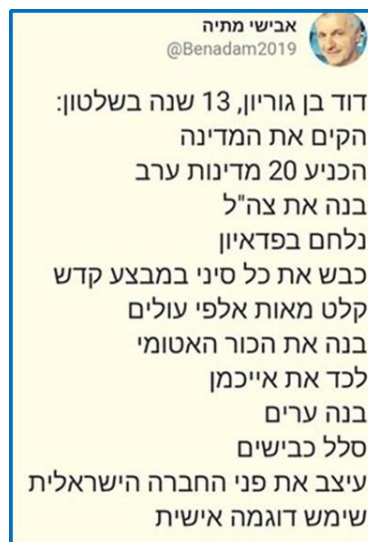 אבישי מתיה
@Benadam2019
דוד בן גוריון, 13 שנה בשלטון:
הקים את המדינה
הכניע 20 מדינות ערב
בנה את צה"ל
נלחם בפדאיון
כבש את כל סיני במבצע קדש
קלט מאות אלפי עולים
בנה את הכור האטומי
לכד את אייכמן
בנה ערים
סלל כבישים
עיצב את פני החברה הישראלית
שימש דוגמה אישית